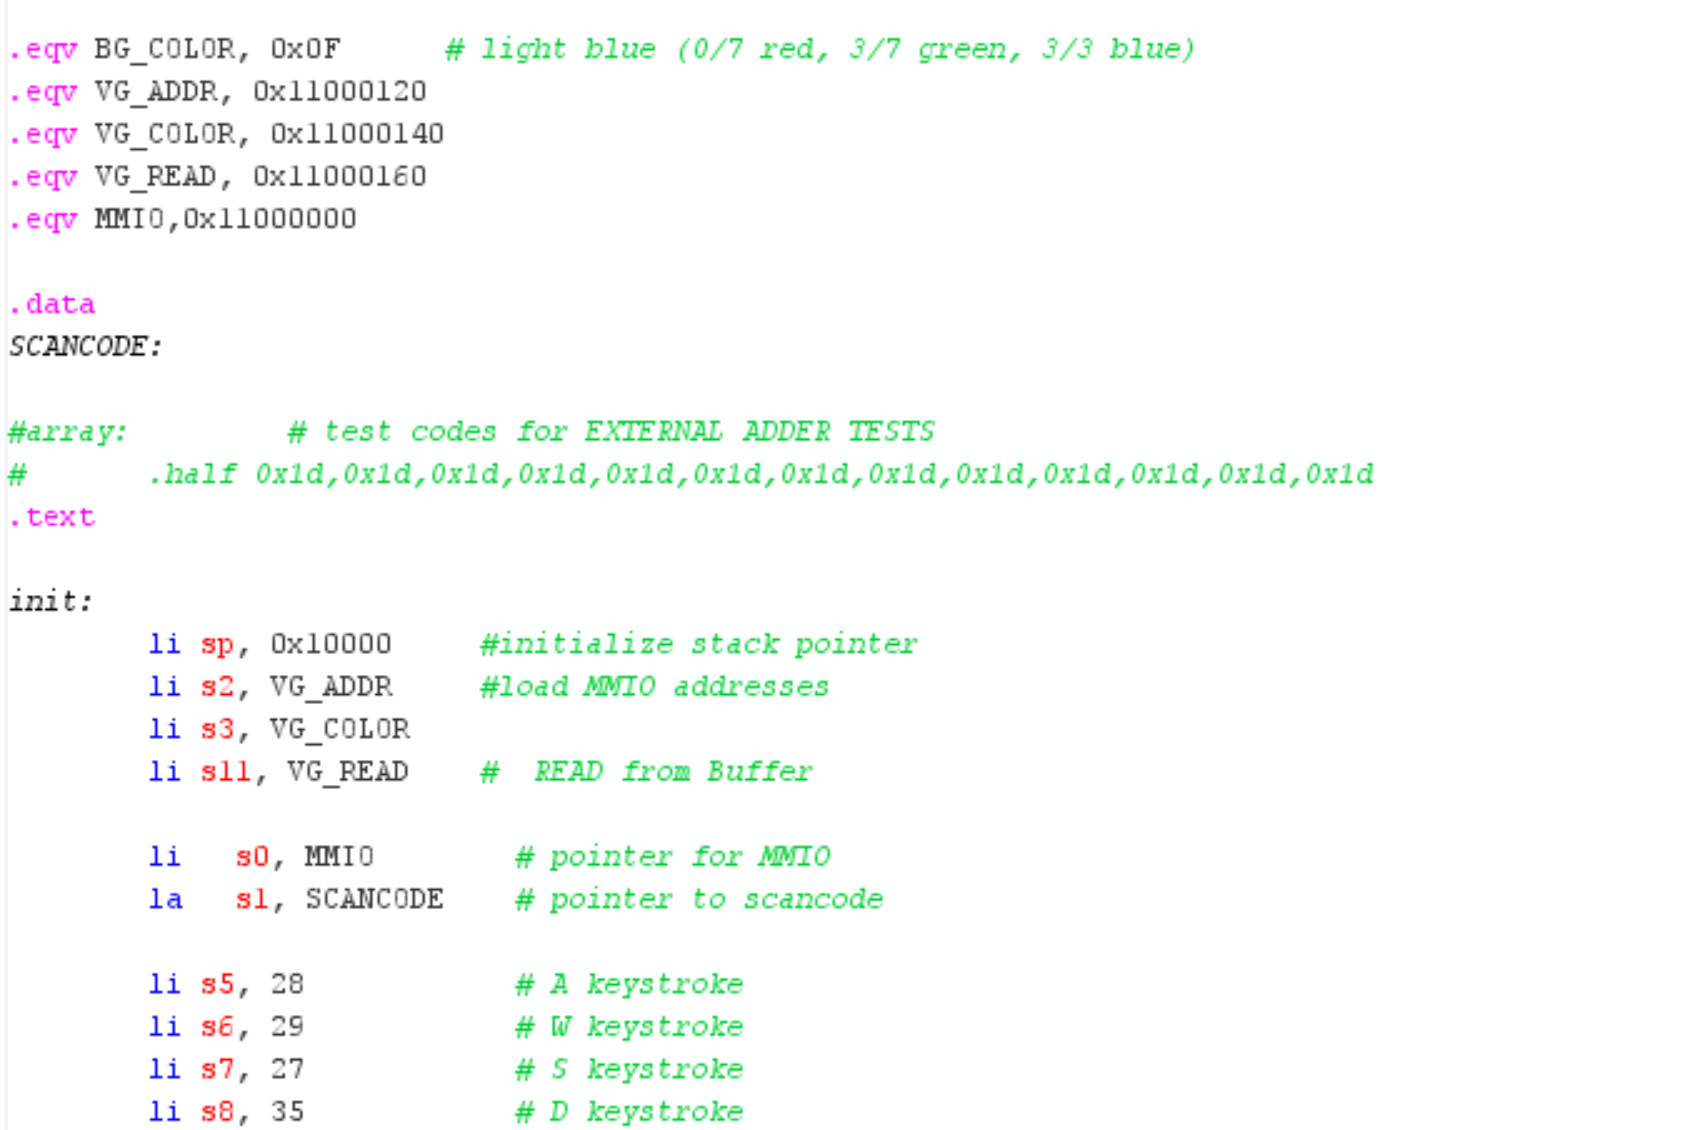 .eqv BG_COLOR, 0x0F      # light blue (0/7 red, 3/7 green, 3/3 blue)
.eqv VG_ADDR, 0x11000120
.eqv VG_COLOR, 0x11000140
.eqv VG_READ, 0x11000160
.eqv MMIO,0x11000000
.data
SCANCODE:
#array:         # test codes for EXTERNAL ADDER TESTS
#       .half 0x1d,0x1d,0x1d,0x1d,0x1d,0x1d,0x1d,0x1d,0x1d,0x1d,0x1d,0x1d,0x1d
.text
init:
        li sp, 0x10000     #initialize stack pointer
        li s2, VG_ADDR     #load MMIO addresses
        li s3, VG_COLOR
        li s11, VG_READ    #  READ from Buffer
        li   s0, MMIO        # pointer for MMIO
        la   s1, SCANCODE    # pointer to scancode
        li s5, 28            # A keystroke
        li s6, 29            # W keystroke
        li s7, 27            # S keystroke
        li s8, 35            # D keystroke